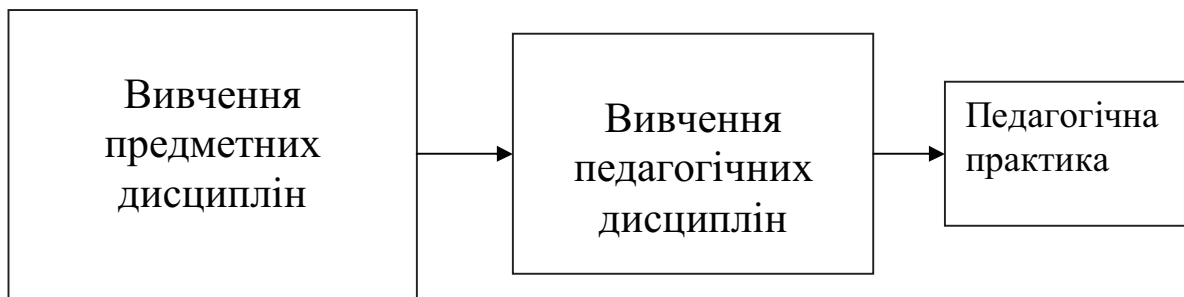 Вивчення
предметних
дисциплін
Вивчення
педагогічних
дисциплін
Педагогічна
практика